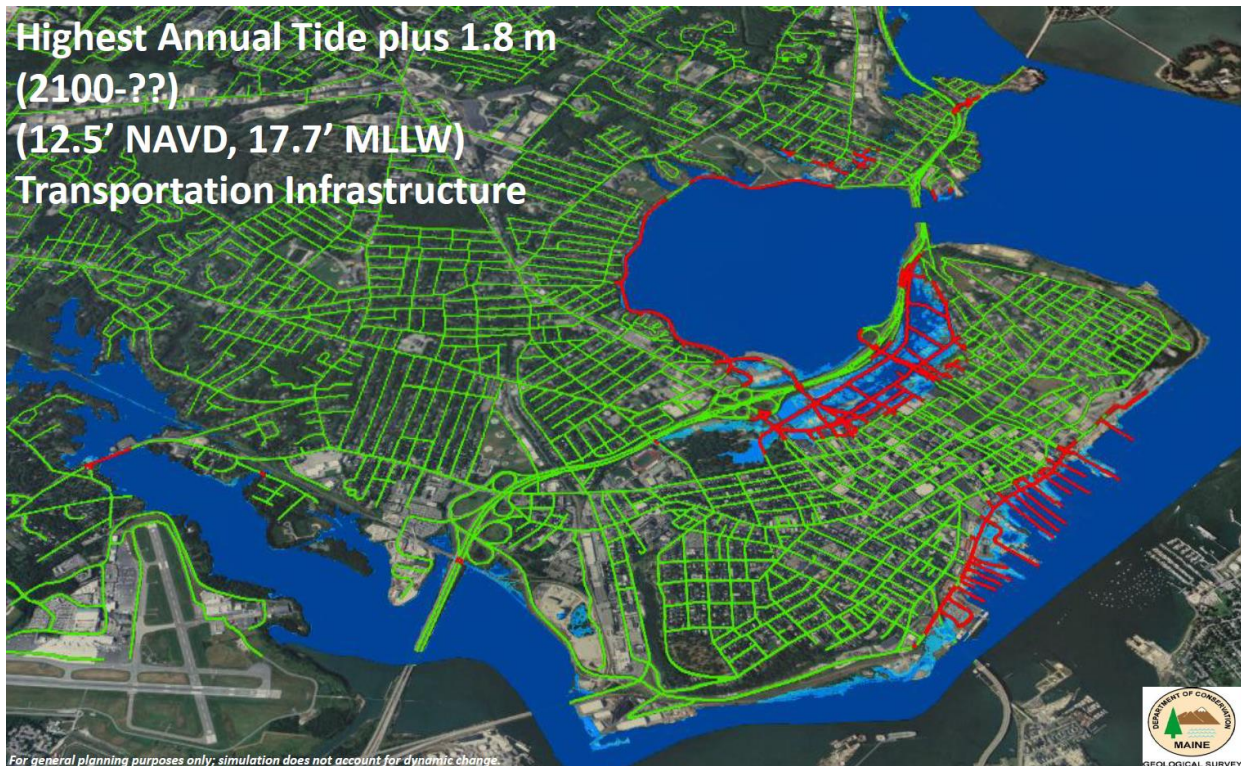 Highest Annual Tide plus 1.8 m
(2100-??)
(12.5’ NAVD, 17.7’ MLLW)
Transportation Infrastructure
For general planning purposes only; simulation does not account for dynamic change.
DEPARTMENT OF CONSERVATION
MAINE
GEOLOGICAL SURVEY